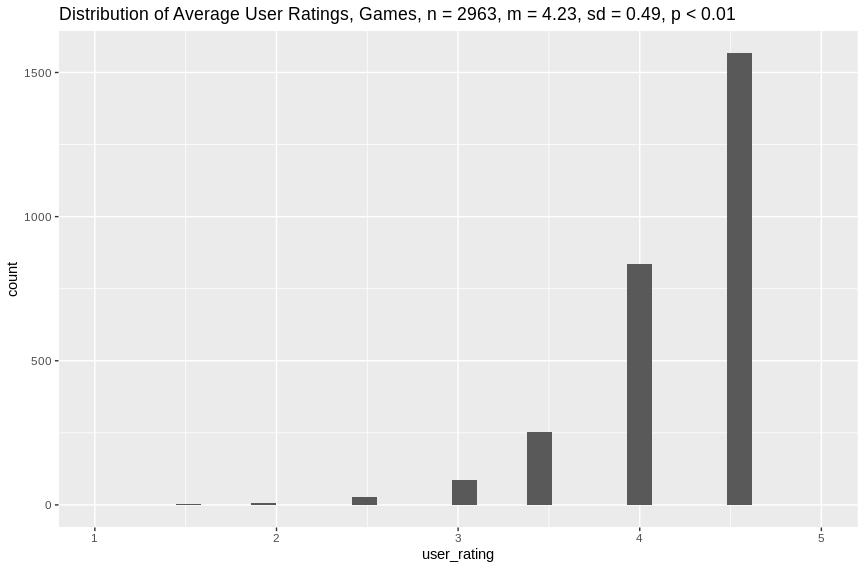 Distribution of Average User Ratings, Games, n = 2963, m = 4.23, sd = 0.49, p < 0.01
1500
1000
500
0
count
1 2 3 4 5
user_rating